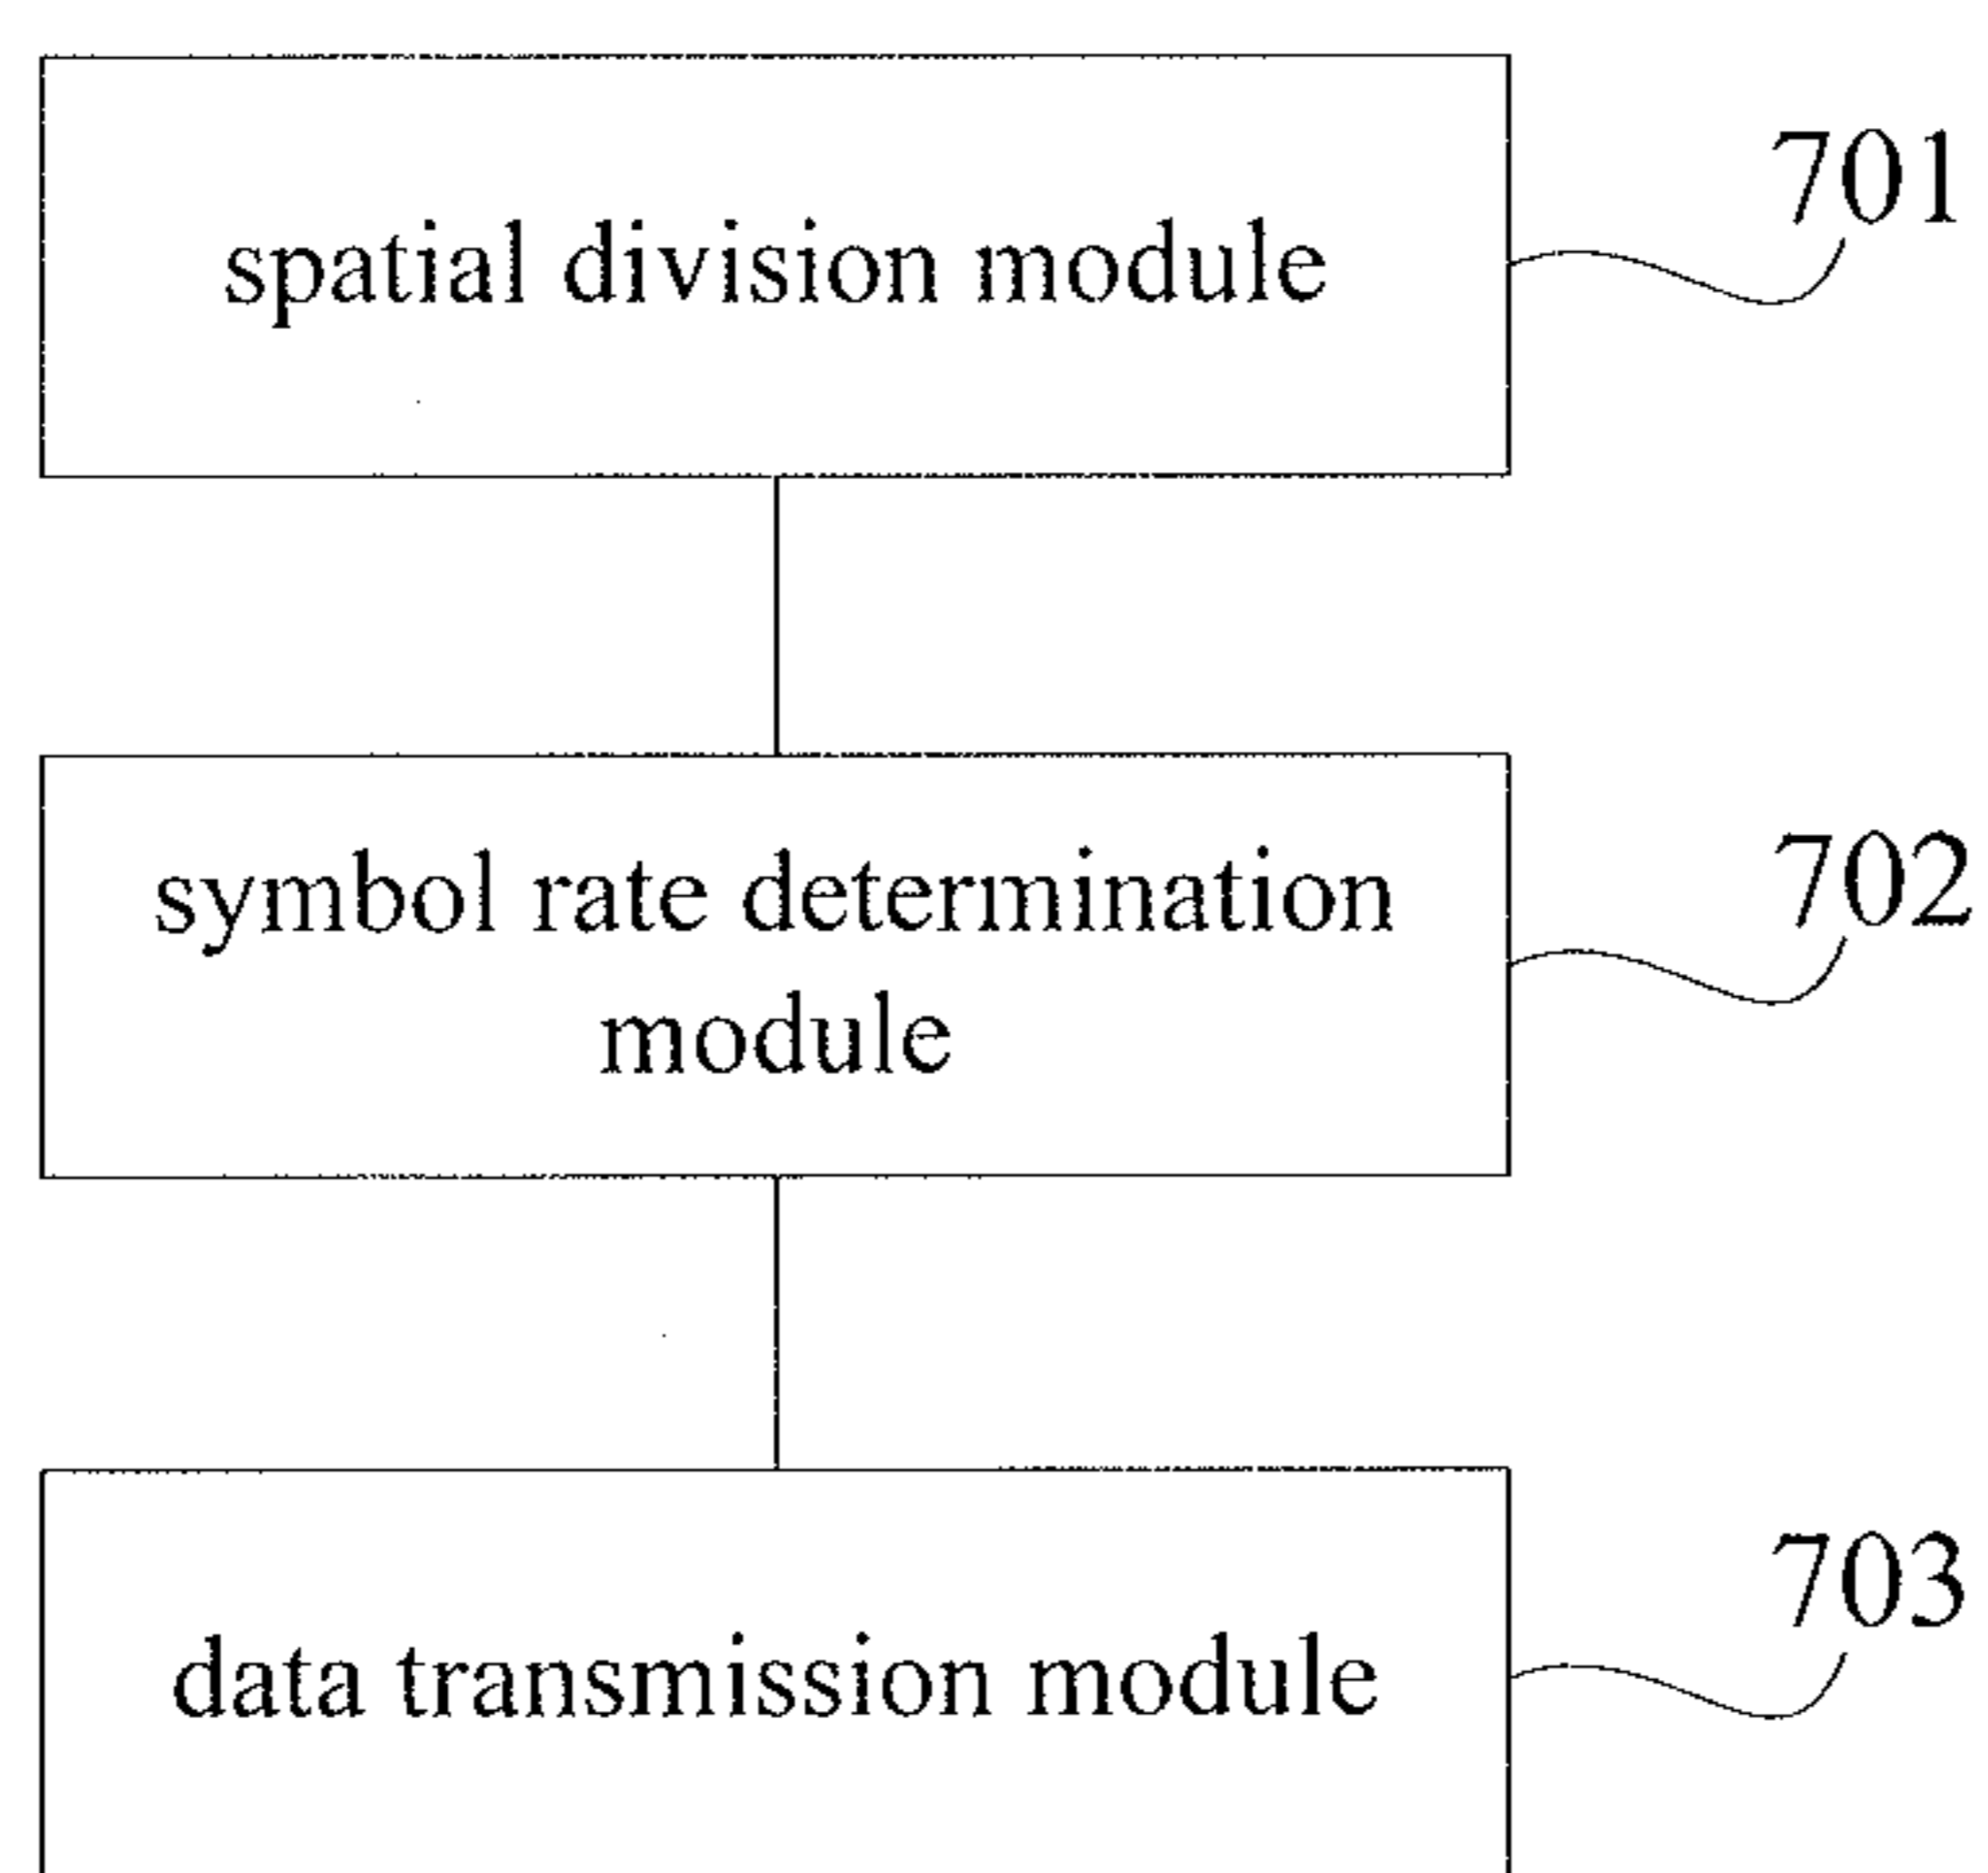 701
spatial division module
702
symbol rate determination
module
703
data transmission module